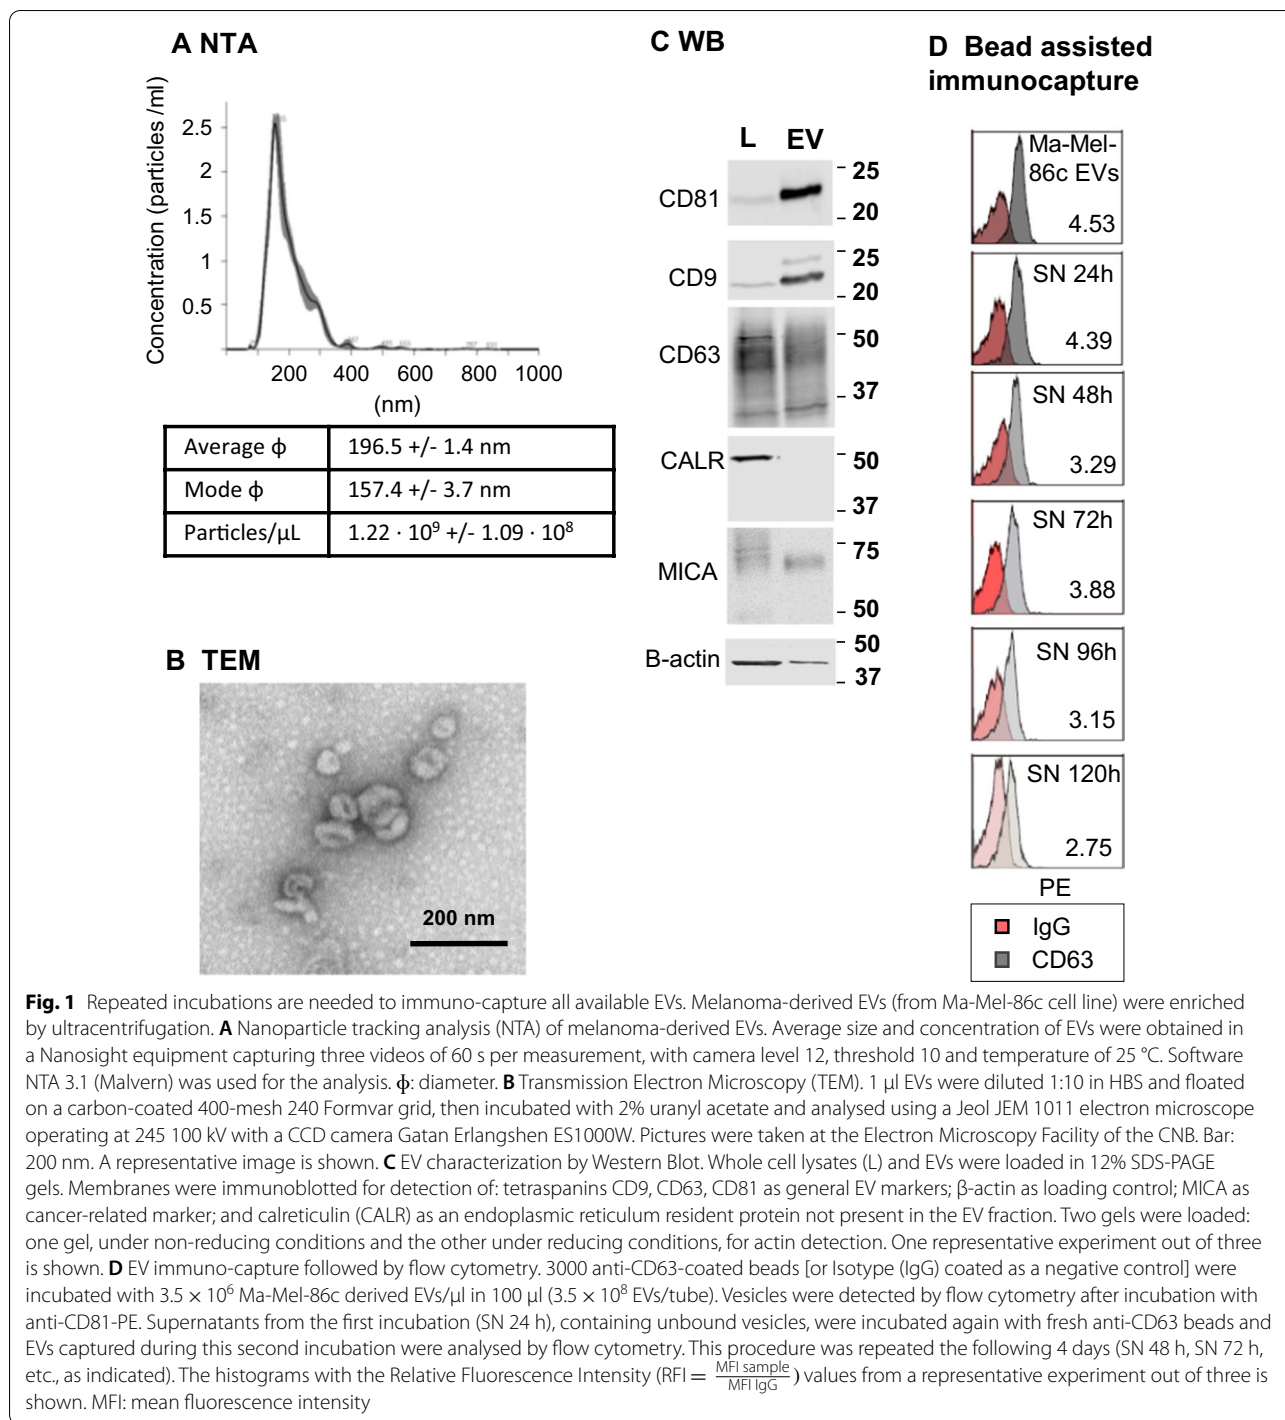 A NTA
Concentration (particles /ml)
2.5
2
1.5
1
0.5
200 400 600 800 1000
(nm)
Average ϕ 196.5 +/- 1.4 nm
Mode ϕ 157.4 +/- 3.7 nm
Particles/µL 1.22 · 10⁹ +/- 1.09 · 10⁸
B TEM
200 nm
C WB
L EV
CD81
25
20
CD9
25
20
CD63
50
37
CALR
50
37
MICA
75
50
B-actin
50
37
D Bead assisted
immunocapture
Ma-Mel-
86c EVs
4.53
SN 24h
4.39
SN 48h
3.29
SN 72h
3.88
SN 96h
3.15
SN 120h
2.75
PE
IgG
CD63
Fig. 1 Repeated incubations are needed to immuno-capture all available EVs. Melanoma-derived EVs (from Ma-Mel-86c cell line) were enriched
by ultracentrifugation. A Nanoparticle tracking analysis (NTA) of melanoma-derived EVs. Average size and concentration of EVs were obtained in
a Nanosight equipment capturing three videos of 60 s per measurement, with camera level 12, threshold 10 and temperature of 25 °C. Software
NTA 3.1 (Malvern) was used for the analysis. ϕ: diameter. B Transmission Electron Microscopy (TEM). 1 µl EVs were diluted 1:10 in HBS and floated
on a carbon-coated 400-mesh 240 Formvar grid, then incubated with 2% uranyl acetate and analysed using a Jeol JEM 1011 electron microscope
operating at 245 100 kV with a CCD camera Gatan Erlangshen ES1000W. Pictures were taken at the Electron Microscopy Facility of the CNB. Bar:
200 nm. A representative image is shown. C EV characterization by Western Blot. Whole cell lysates (L) and EVs were loaded in 12% SDS-PAGE
gels. Membranes were immunoblotted for detection of: tetraspanins CD9, CD63, CD81 as general EV markers; β-actin as loading control; MICA as
cancer-related marker; and calreticulin (CALR) as an endoplasmic reticulum resident protein not present in the EV fraction. Two gels were loaded:
one gel, under non-reducing conditions and the other under reducing conditions, for actin detection. One representative experiment out of three
is shown. D EV immuno-capture followed by flow cytometry. 3000 anti-CD63-coated beads [or Isotype (IgG) coated as a negative control] were
incubated with 3.5 × 10⁶ Ma-Mel-86c derived EVs/µl in 100 µl (3.5 × 10⁸ EVs/tube). Vesicles were detected by flow cytometry after incubation with
anti-CD81-PE. Supernatants from the first incubation (SN 24 h), containing unbound vesicles, were incubated again with fresh anti-CD63 beads and
EVs captured during this second incubation were analysed by flow cytometry. This procedure was repeated the following 4 days (SN 48 h, SN 72 h,
etc., as indicated). The histograms with the Relative Fluorescence Intensity (RFI = MFI sample / MFI IgG) values from a representative experiment out of three is
shown. MFI: mean fluorescence intensity